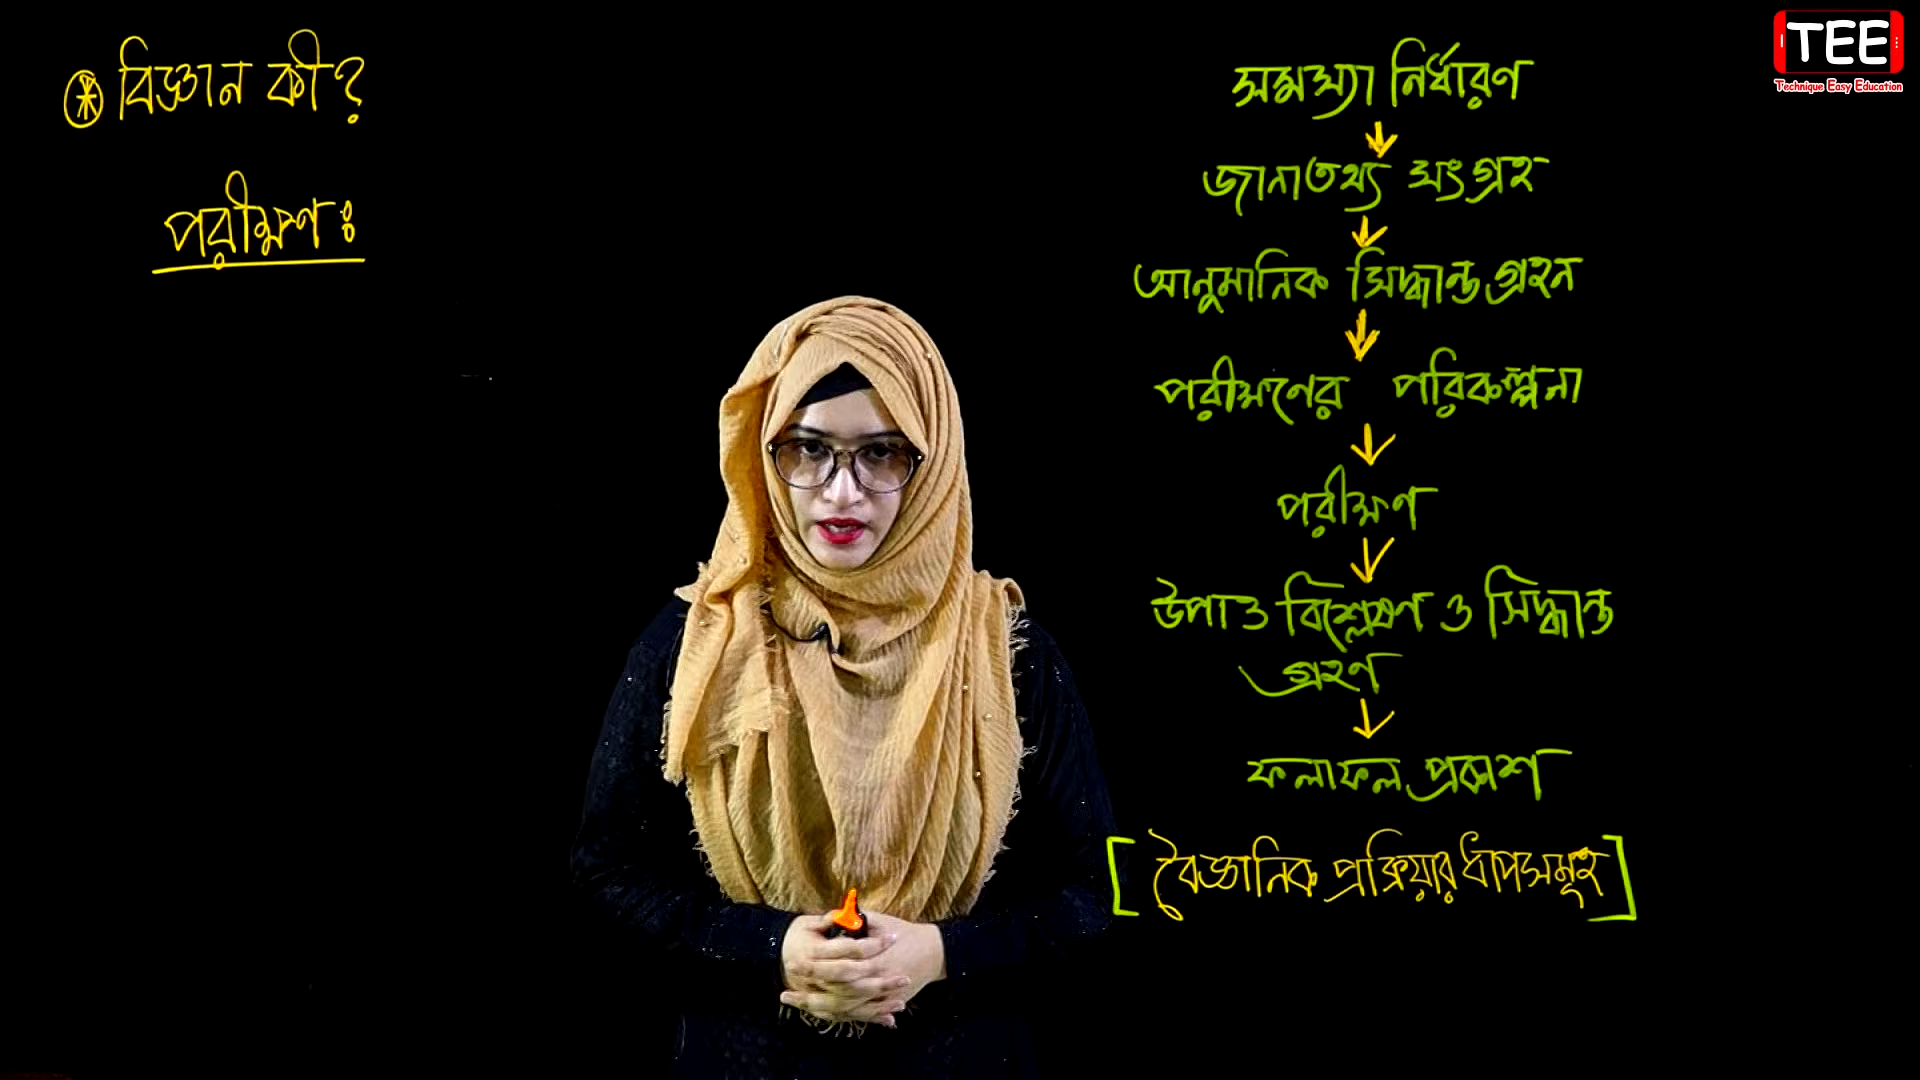 বিজ্ঞান কী?
পরীক্ষণঃ
সমস্যা নির্ধারণ
জানাতথ্য সংগ্রহ
আনুমানিক সিদ্ধান্ত গ্রহন
পরীক্ষণের পরিকল্পনা
পরীক্ষণ
উপাত্ত বিশ্লেষণ ও সিদ্ধান্ত
গ্রহণ
ফলাফল প্রকাশ
[বৈজ্ঞানিক প্রক্রিয়ার ধাপসমূহ]
TEE
Technique Easy Education